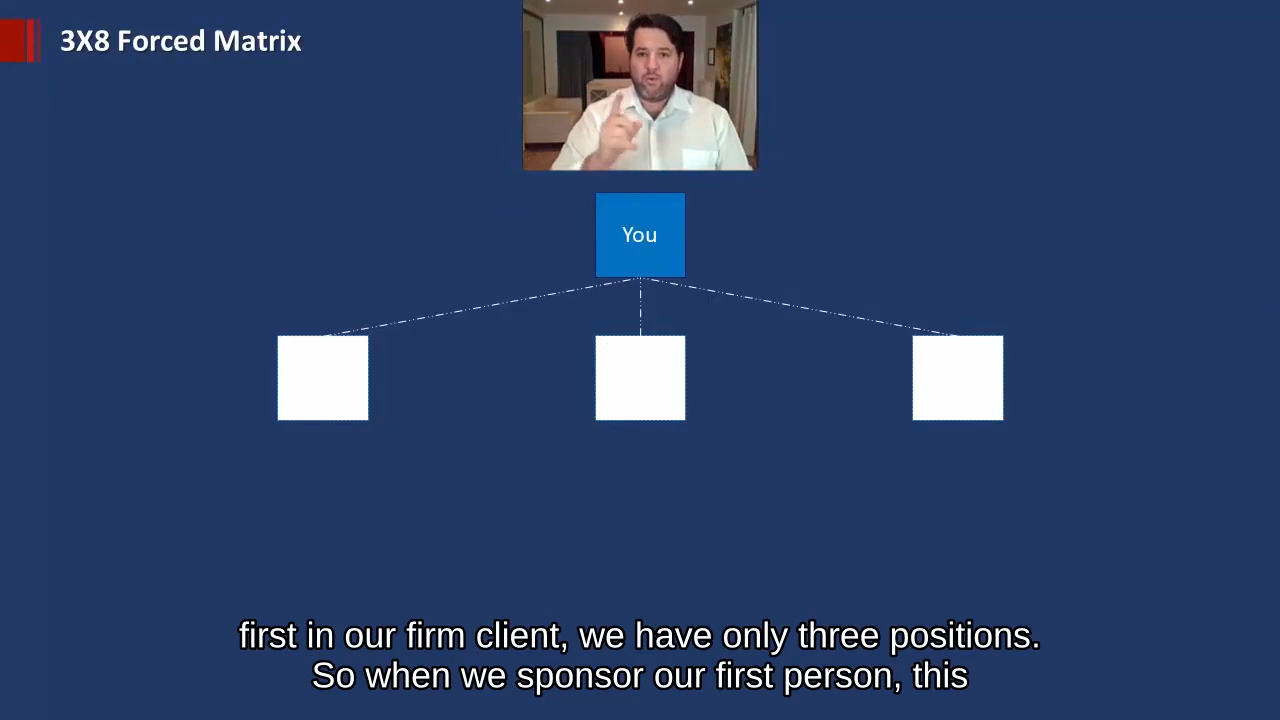 3X8 Forced Matrix
You
first in our firm client, we have only three positions.
So when we sponsor our first person, this